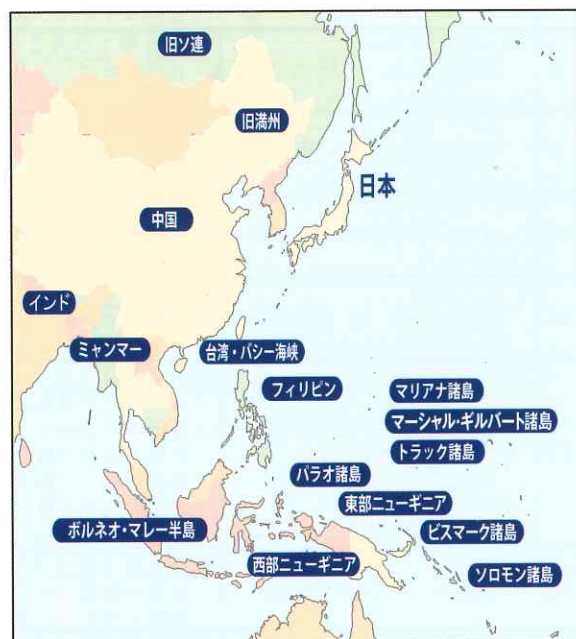 旧ソ連
旧満州
日本
中国
インド
ミャンマー
台湾・バシー海峡
フィリピン
マリアナ諸島
マーシャル・ギルバート諸島
トラック諸島
パラオ諸島
東部ニューギニア
ボルネオ・マレー半島
ビスマーク諸島
西部ニューギニア
ソロモン諸島